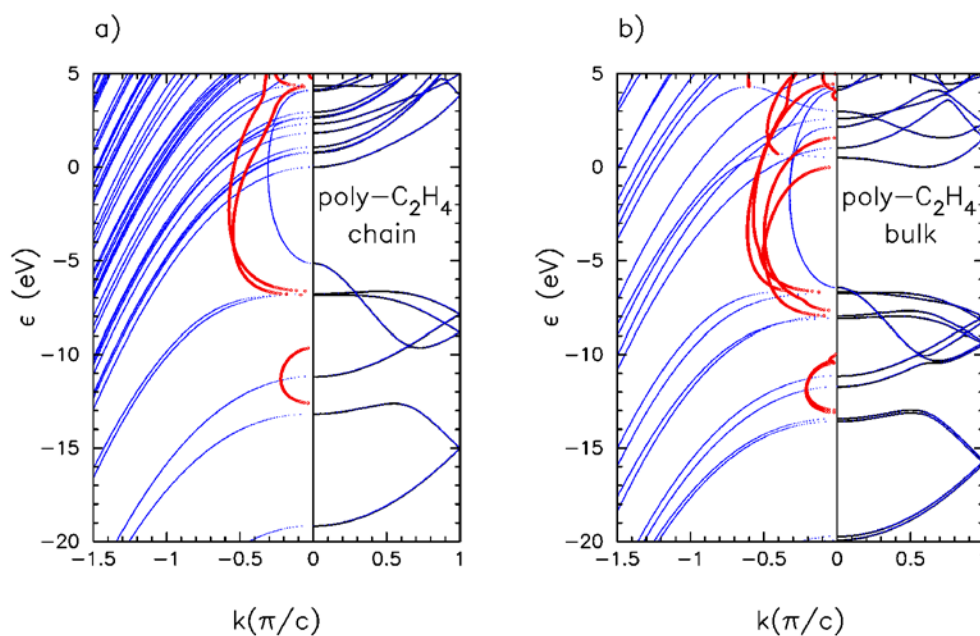 a)
b)
5
0
−5
−10
−15
−20
ϵ (eV)
poly−C₂H₄
chain
−1.5 −1 −0.5 0 0.5 1
k(π/c)
5
0
−5
−10
−15
−20
ϵ (eV)
poly−C₂H₄
bulk
−1.5 −1 −0.5 0 0.5 1
k(π/c)